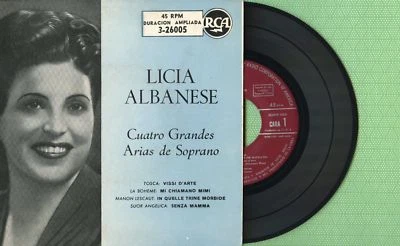 45 RPM
DURACION AMPLIADA
3-26005
RCA
LICIA
ALBANESE
Cuatro Grandes
Arias de Soprano
TOSCA: VISSI D'ARTE
LA BOHEME: MI CHIAMANO MIMI
MANON LESCAUT: IN QUELLE TRINE MORBIDE
SUOR ANGELICA: SENZA MAMMA
CARA 1